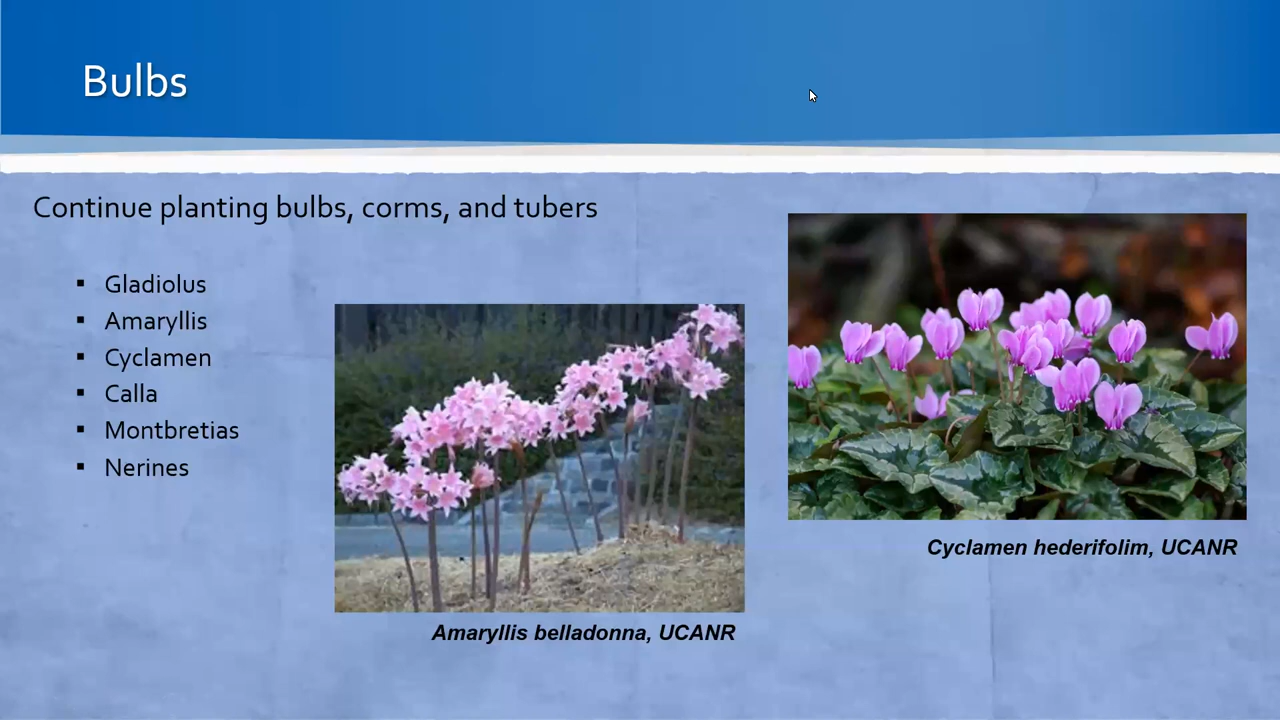 Bulbs
Continue planting bulbs, corms, and tubers
▪ Gladiolus
▪ Amaryllis
▪ Cyclamen
▪ Calla
▪ Montbretias
▪ Nerines
Cyclamen hederifolim, UCANR
Amaryllis belladonna, UCANR